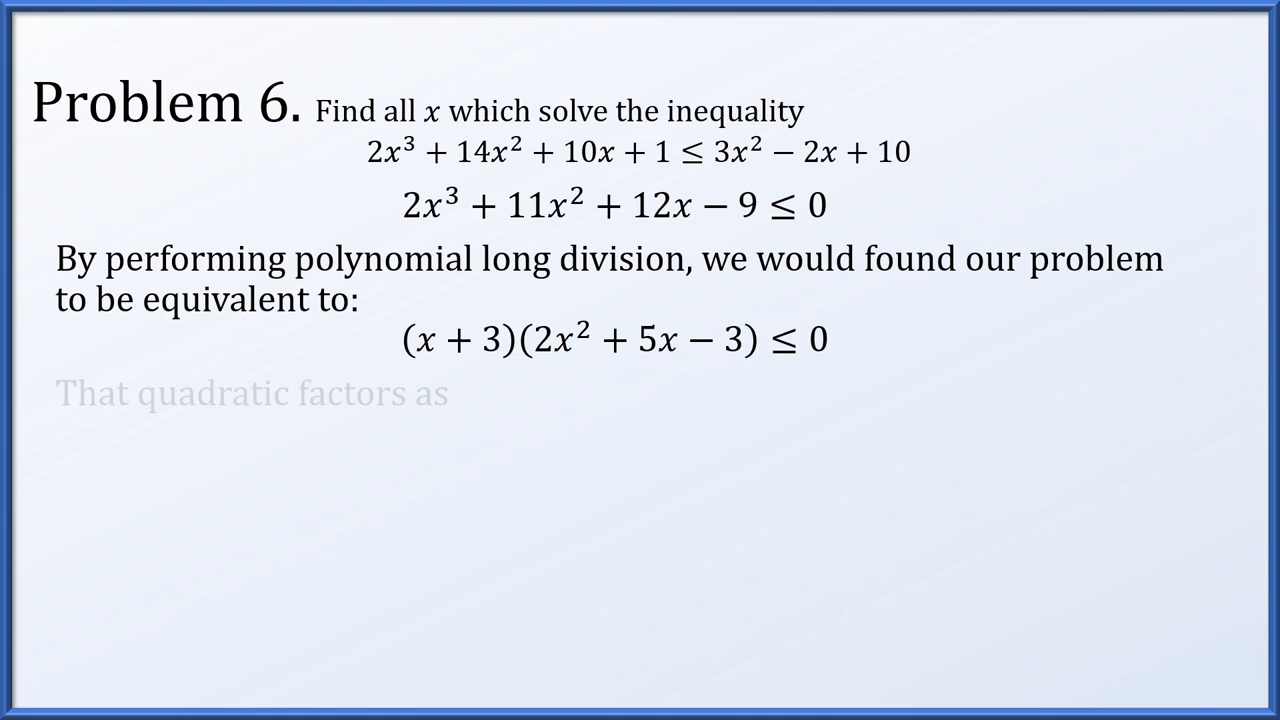 Problem 6. Find all x which solve the inequality
2x³ + 14x² + 10x + 1 ≤ 3x² − 2x + 10
2x³ + 11x² + 12x − 9 ≤ 0
By performing polynomial long division, we would found our problem
to be equivalent to:
(x + 3)(2x² + 5x − 3) ≤ 0
That quadratic factors as